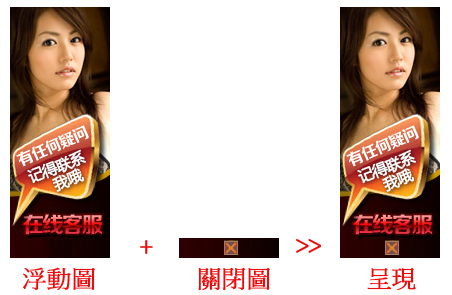 有任何疑问
记得联系
我哦
在线客服
+
>>
有任何疑问
记得联系
我哦
在线客服
浮動圖
關閉圖
呈現